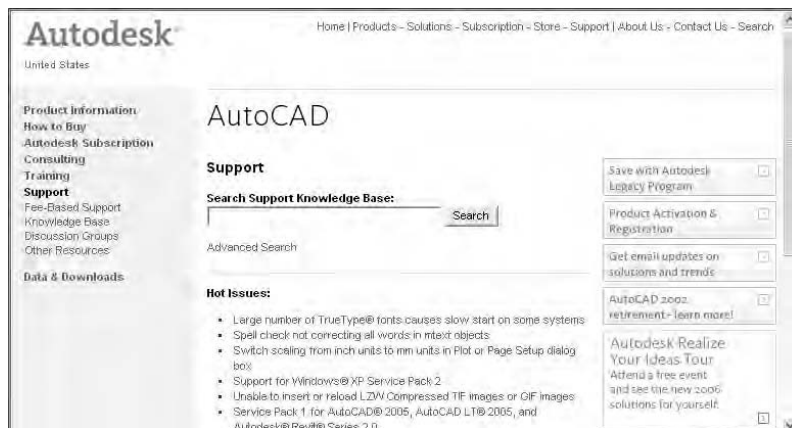 Autodesk®
Home | Products - Solutions - Subscription - Store - Support | About Us - Contact Us - Search
United States
Product Information
How to Buy
Autodesk Subscription
Consulting
Training
Support
Fee-Based Support
Knowledge Base
Discussion Groups
Other Resources
Data & Downloads
AutoCAD
Support
Search Support Knowledge Base:
Search
Advanced Search
Hot Issues:
• Large number of TrueType® fonts causes slow start on some systems
• Spell check not correcting all words in mtext objects
• Switch scaling from inch units to mm units in Plot or Page Setup dialog
box
• Support for Windows® XP Service Pack 2
• Unable to insert or reload LZW Compressed TIF images or GIF images
• Service Pack 1 for AutoCAD® 2005, AutoCAD LT® 2005, and
Autodesk® Revit® Series 2.0
Save with Autodesk
Legacy Program
Product Activation &
Registration
Get email updates on
solutions and trends
AutoCAD 2002
retirement - learn more!
Autodesk Realize
Your Ideas Tour
Attend a free event
and see the new 2006
solutions for yourself.